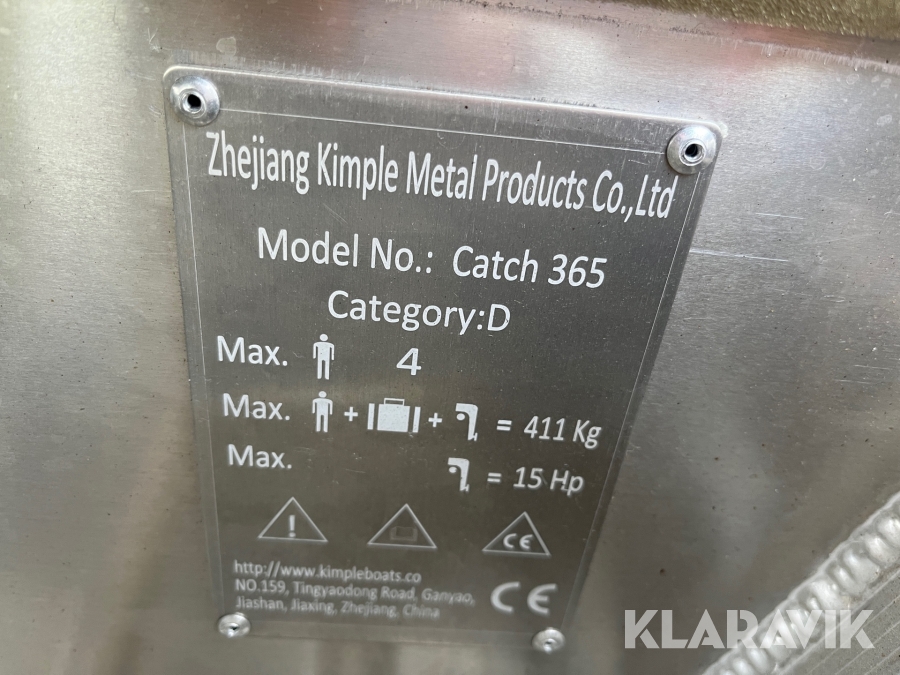 Zhejiang Kimple Metal Products Co.,Ltd
Model No.: Catch 365
Category:D
Max. 4
Max. + + = 411 Kg
Max. = 15 Hp
!
CE
http://www.kimpleboats.co
NO.159, Tingyaodong Road, Ganyao,
Jiashan, Jiaxing, Zhejiang, China
CE
KLARAVIK